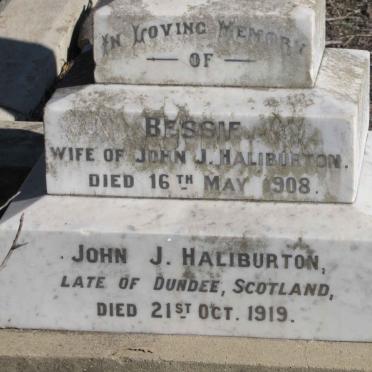 IN LOVING MEMORY
OF
BESSIE
WIFE OF JOHN J. HALIBURTON.
DIED 16TH MAY 1908.
JOHN J. HALIBURTON,
LATE OF DUNDEE, SCOTLAND,
DIED 21ST OCT. 1919.